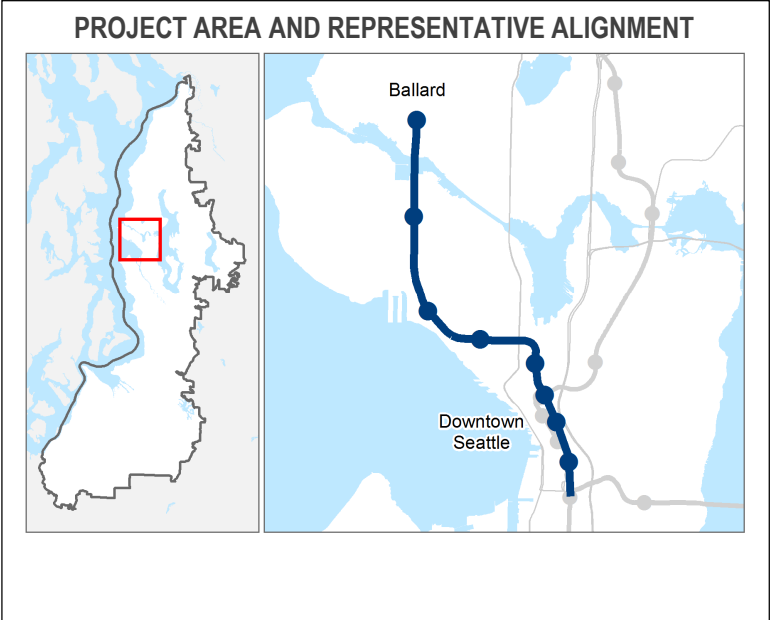 PROJECT AREA AND REPRESENTATIVE ALIGNMENT
Ballard
Downtown
Seattle